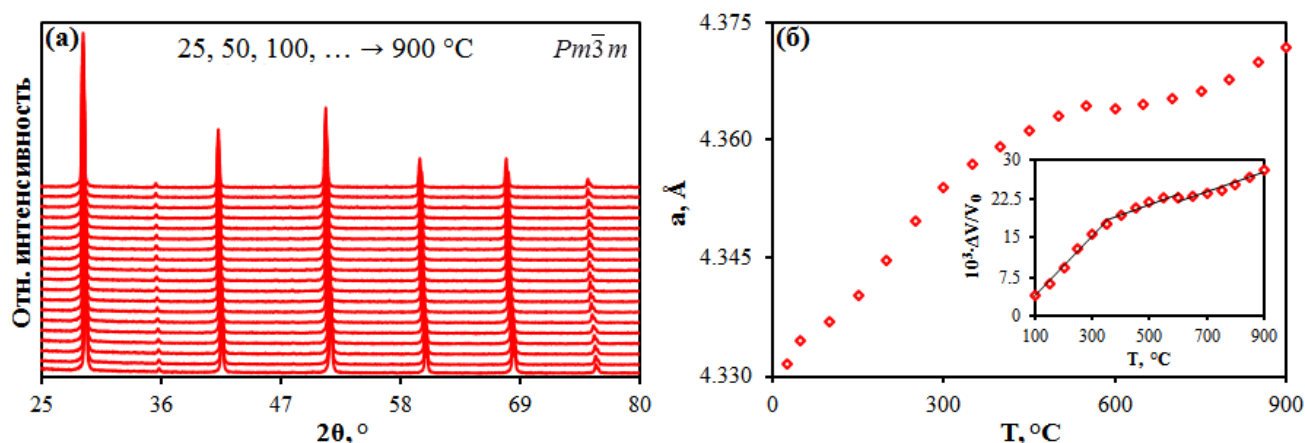 (а)
25, 50, 100, … → 900 °C
Pm3̅m
Отн. интенсивность
25
36
47
58
69
80
2θ, °
(б)
4.375
4.360
4.345
4.330
a, Å
0
300
600
900
T, °C
30
22.5
15
7.5
0
10³·ΔV/V₀
100
300
500
700
900
T, °C